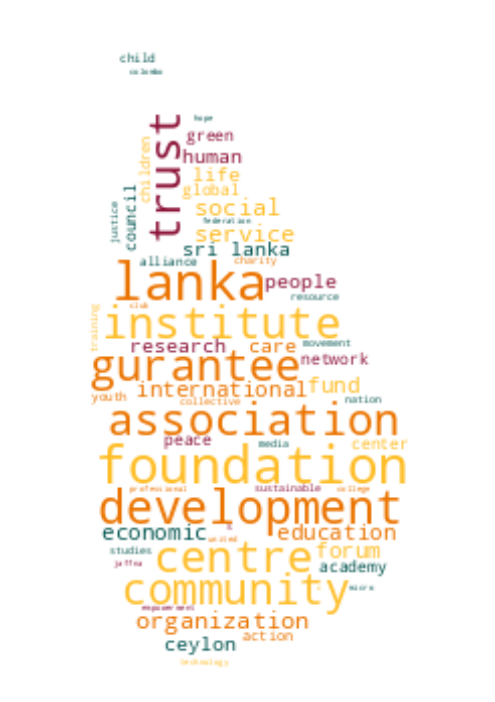 child
colombo
hope
trust
green
children
human
life
global
council
justice
social
federation
service
sri lanka
alliance
charity
lanka
people
resource
training
club
institute
research
care
movement
gurantee
network
international
fund
youth
collective
nation
association
peace
media
center
foundation
professional
sustainable
college
development
economic
education
united
studies
centre
forum
jaffna
academy
community
micro
empowerment
organization
action
ceylon
technology